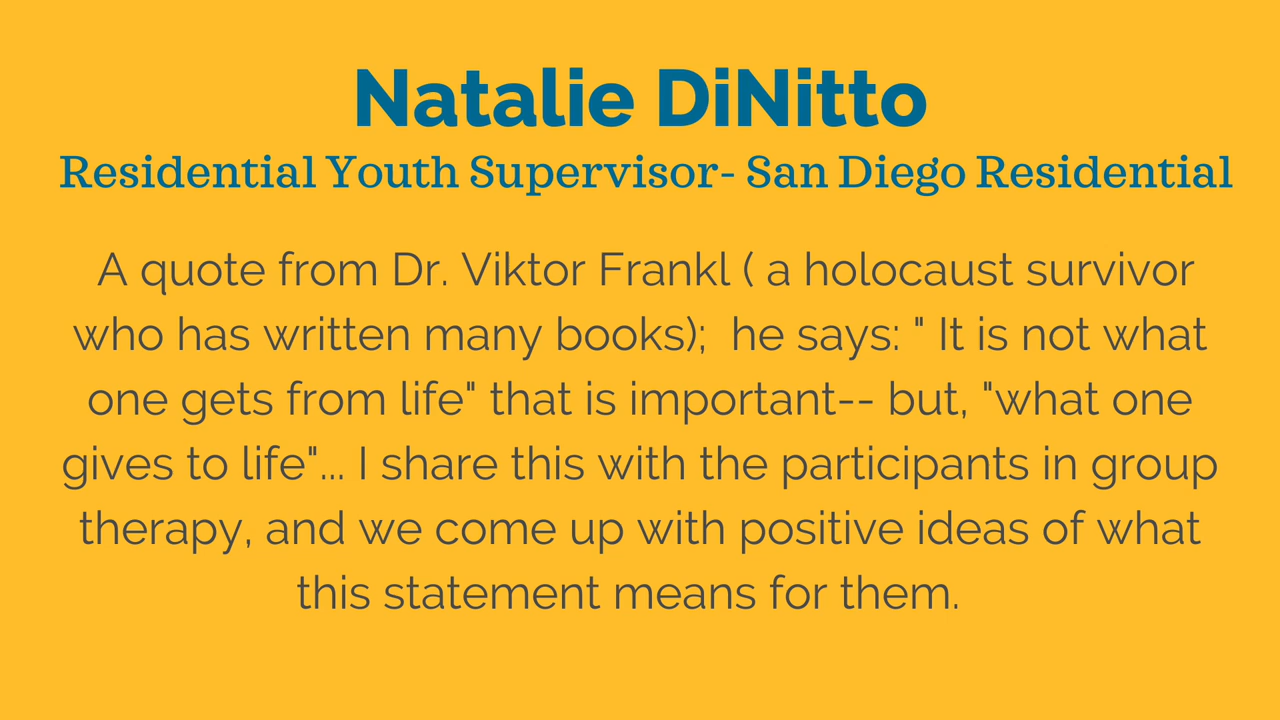 Natalie DiNitto
Residential Youth Supervisor- San Diego Residential
A quote from Dr. Viktor Frankl ( a holocaust survivor
who has written many books);  he says: " It is not what
one gets from life" that is important-- but, "what one
gives to life"... I share this with the participants in group
therapy, and we come up with positive ideas of what
this statement means for them.